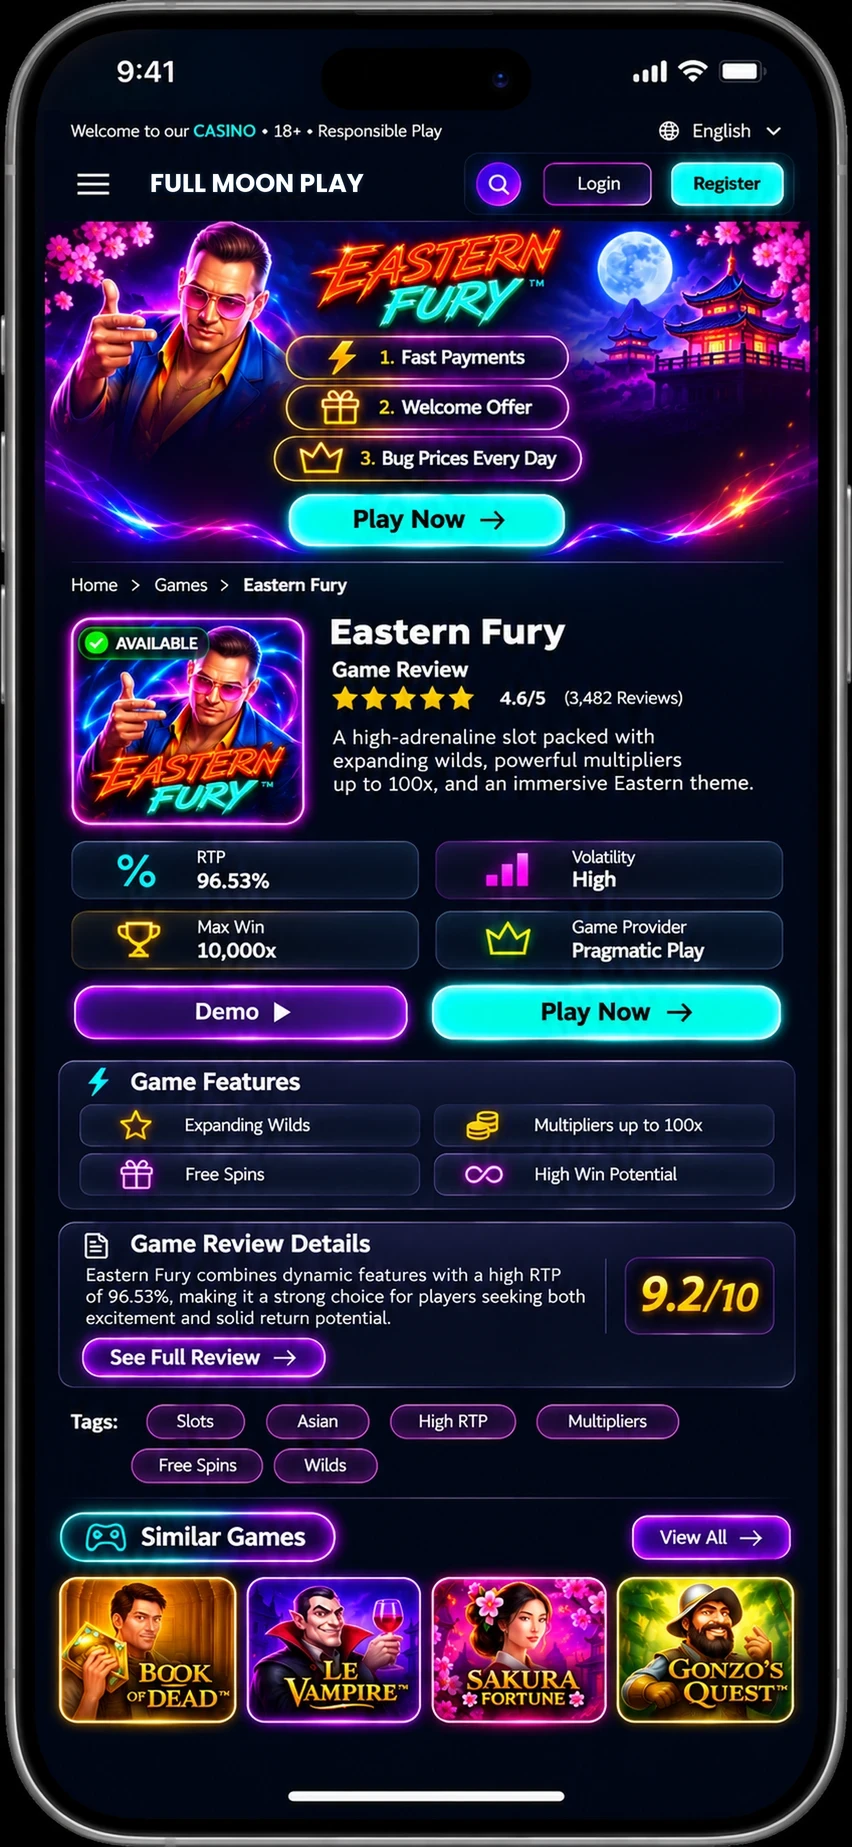 9:41
Welcome to our CASINO • 18+ • Responsible Play
English
FULL MOON PLAY
Login
Register
EASTERN
FURY™
1. Fast Payments
2. Welcome Offer
3. Bug Prices Every Day
Play Now →
Home > Games > Eastern Fury
AVAILABLE
EASTERN
FURY™
Eastern Fury
Game Review
4.6/5 (3,482 Reviews)
A high-adrenaline slot packed with
expanding wilds, powerful multipliers
up to 100x, and an immersive Eastern theme.
RTP
96.53%
Volatility
High
Max Win
10,000x
Game Provider
Pragmatic Play
Demo
Play Now →
Game Features
Expanding Wilds
Multipliers up to 100x
Free Spins
High Win Potential
Game Review Details
Eastern Fury combines dynamic features with a high RTP
of 96.53%, making it a strong choice for players seeking both
excitement and solid return potential.
9.2/10
See Full Review →
Tags:
Slots
Asian
High RTP
Multipliers
Free Spins
Wilds
Similar Games
View All →
BOOK
OF DEAD™
LE
VAMPIRE™
SAKURA
FORTUNE
GONZO'S
QUEST™